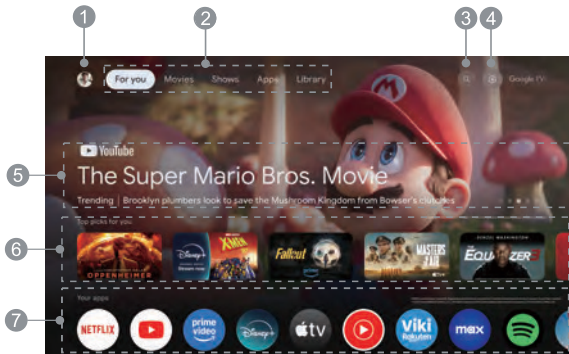 1 2 3 4
For you Movies Shows Apps Library Google TV
5 YouTube
The Super Mario Bros. Movie
Trending | Brooklyn plumbers look to save the Mushroom Kingdom from Bowser's clutches
6 Top picks for you
OPPENHEIMER Disney+ Stream now X-MEN Fallout MASTERS OF THE AIR DENZEL WASHINGTON EQUALIZER 3
7 Your apps
NETFLIX prime video Disney+ tv Viki Rakuten max